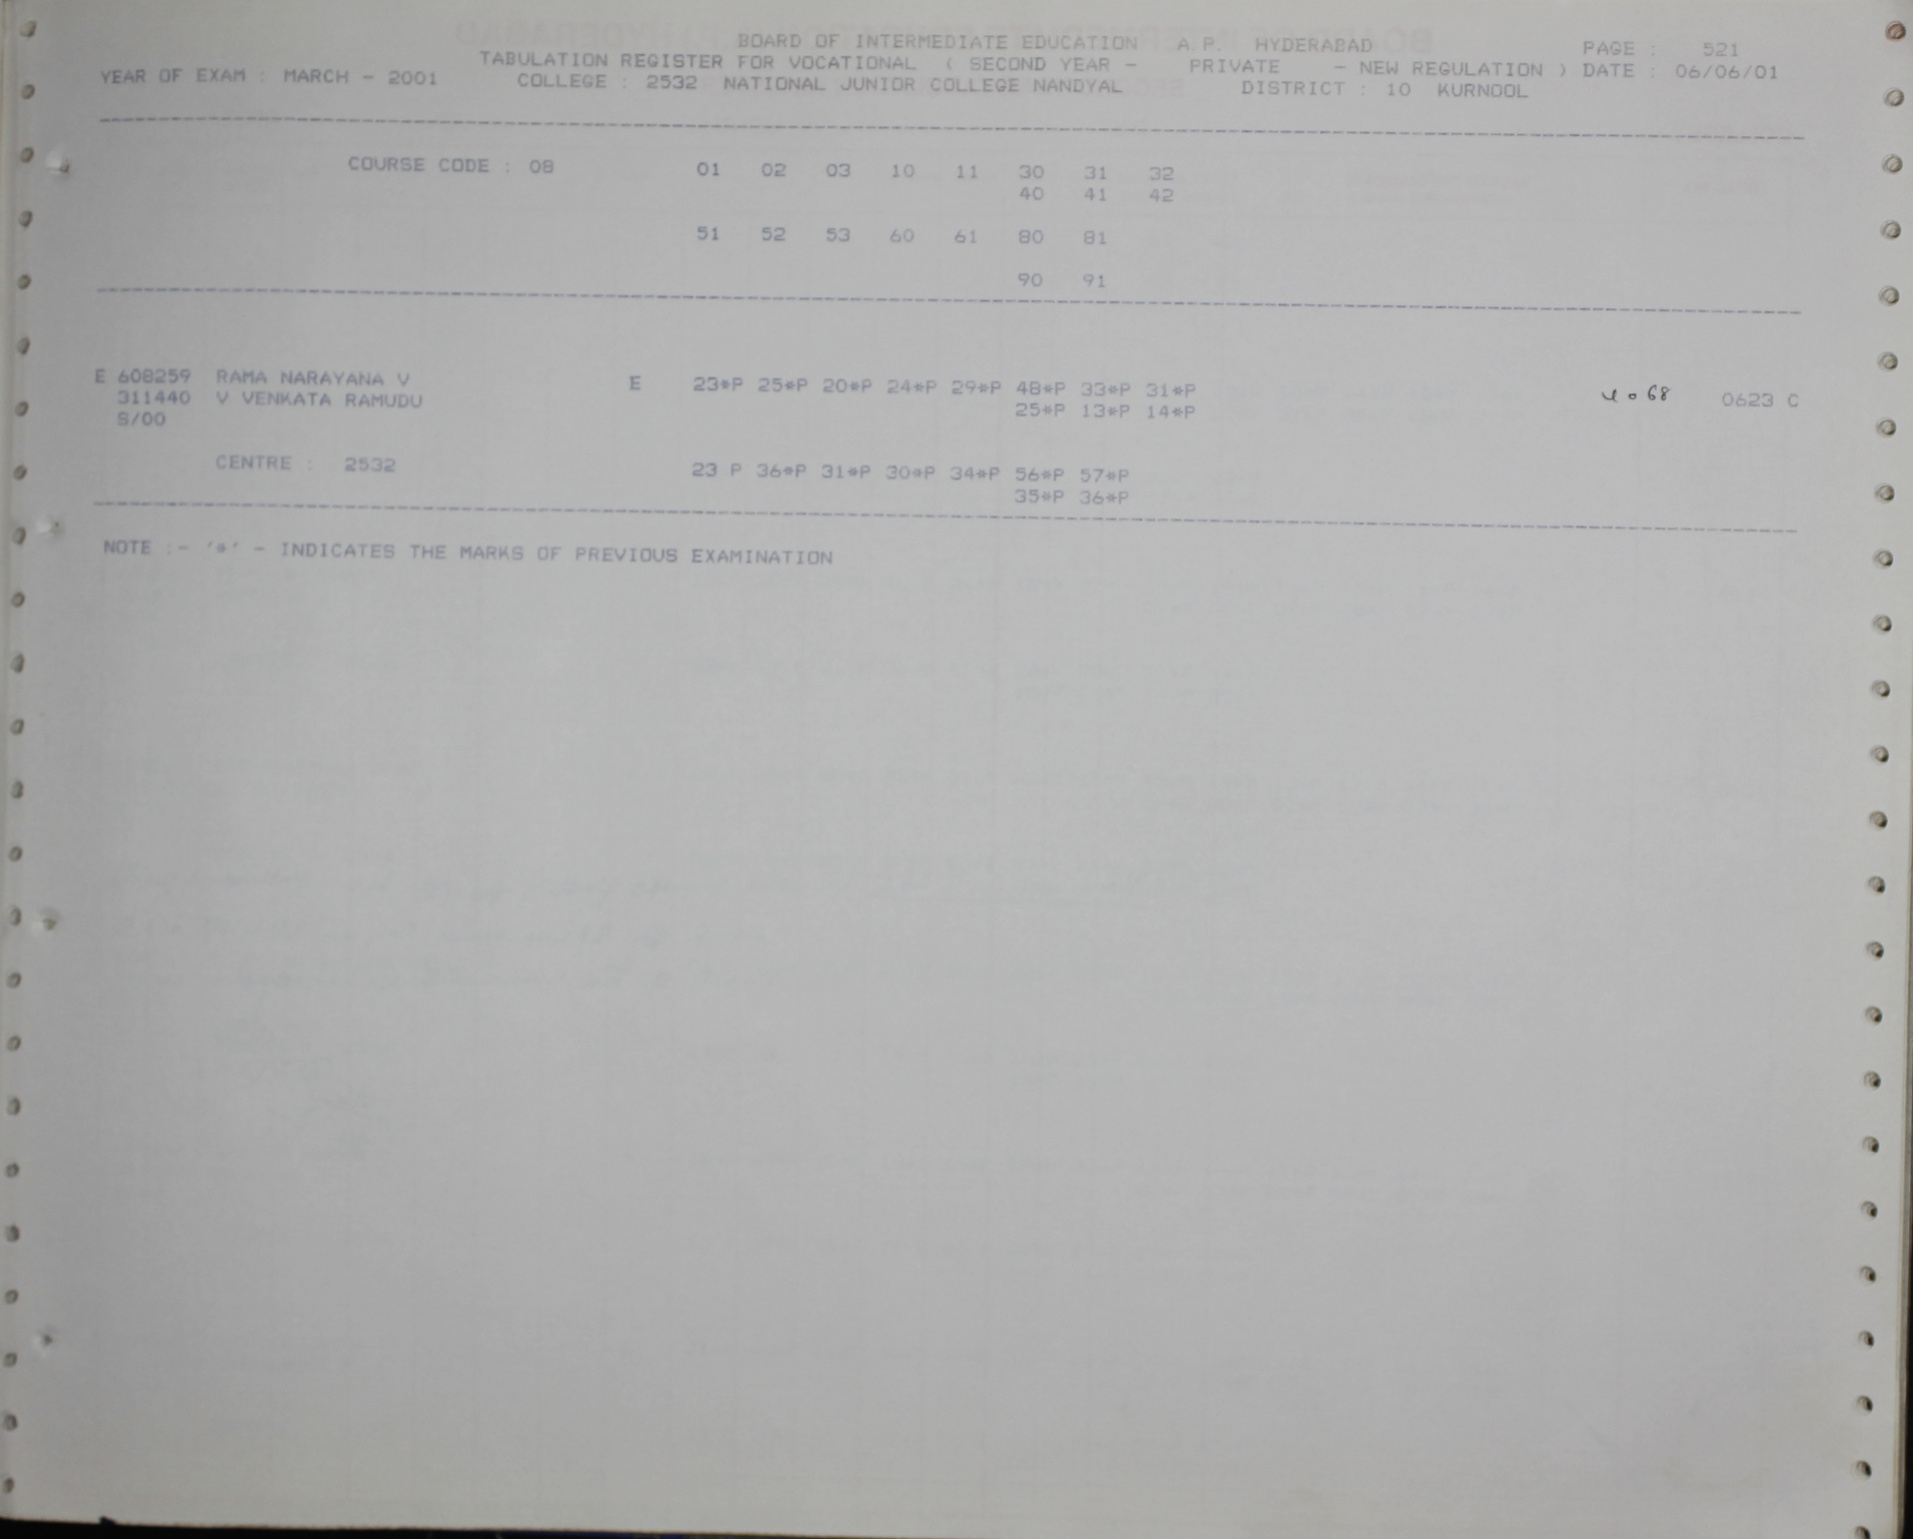 BOARD OF INTERMEDIATE EDUCATION A.P. HYDERABAD PAGE : 521
TABULATION REGISTER FOR VOCATIONAL ( SECOND YEAR - PRIVATE - NEW REGULATION ) DATE : 06/06/01
YEAR OF EXAM : MARCH - 2001 COLLEGE : 2532 NATIONAL JUNIOR COLLEGE NANDYAL DISTRICT : 10 KURNOOL
COURSE CODE : 08 01 02 03 10 11 30 31 32
40 41 42
51 52 53 60 61 80 81
90 91
E 608259 RAMA NARAYANA V E 23*P 25*P 20*P 24*P 29*P 48*P 33*P 31*P 4068 0623 C
311440 V VENKATA RAMUDU 25*P 13*P 14*P
S/00
CENTRE : 2532 23 P 36*P 31*P 30*P 34*P 56*P 57*P
35*P 36*P
NOTE :- '*' - INDICATES THE MARKS OF PREVIOUS EXAMINATION